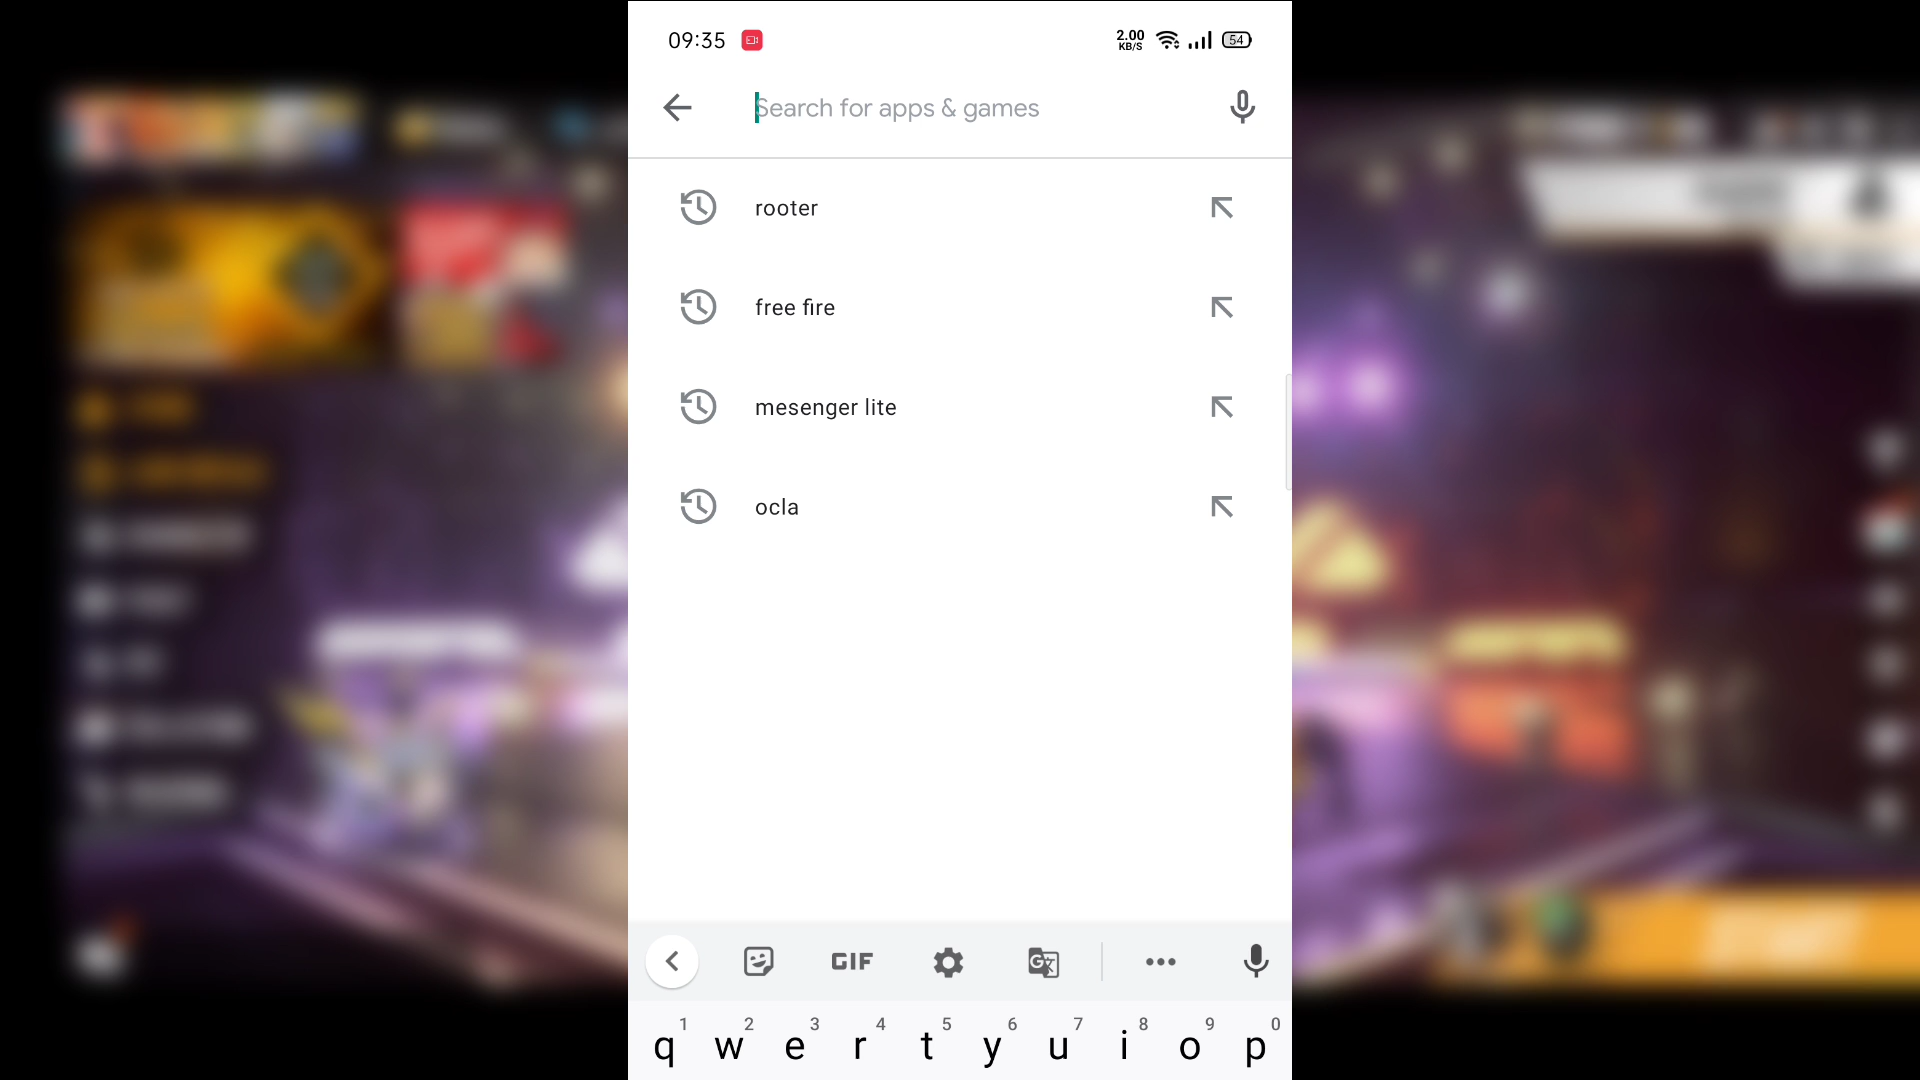 09:35
2.00
KB/S
54
Search for apps & games
rooter
free fire
mesenger lite
ocla
GIF
G
1 2 3 4 5 6 7 8 9 0
q w e r t y u i o p